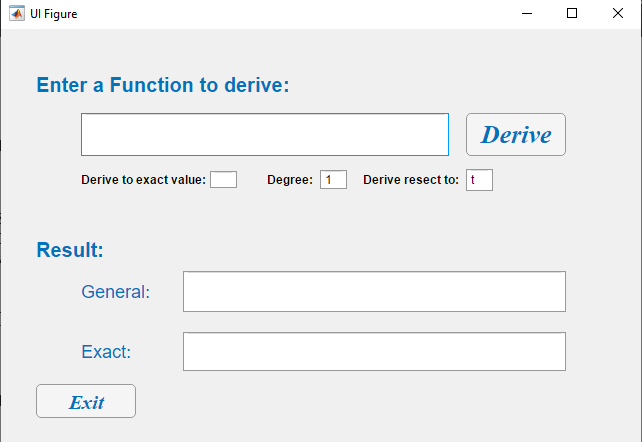 UI Figure
Enter a Function to derive:
Derive
Derive to exact value: Degree: 1 Derive resect to: t
Result:
General:
Exact:
Exit